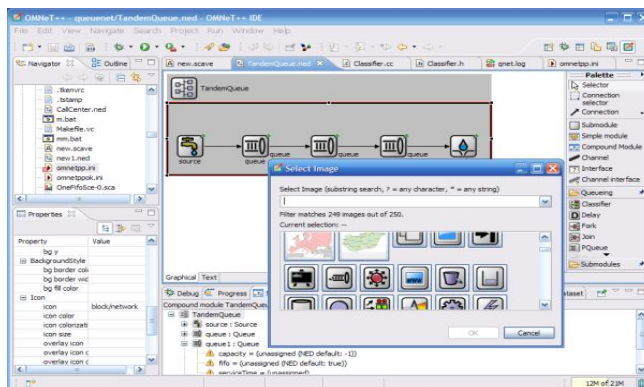 OMNeT++ - queuenet/TandemQueue.ned - OMNeT++ IDE
File Edit View Navigate Search Project Run Window Help
Navigator
Outline
.tkenvrc
.tstamp
CallCenter.ned
m.bat
Makefile.vc
mm.bat
new.scave
new1.ned
omnetpp.ini
omnetppok.ini
OneFifoSce-0.sca
Properties
Property Value
bg y
BackgroundStyle
bg border col
bg border wid
bg fill color
Icon
icon block/network
icon color
icon colorizati
icon size
overlay icon
overlay icon c
overlay icon c
new.scave
TandemQueue.ned
Classifier.cc
Classifier.h
qnet.log
omnetpp.ini
TandemQueue
source
queue
queue
queue
queue
Graphical Text
Select Image
Select Image (substring search, ? = any character, * = any string)
Filter matches 249 images out of 250.
Current selection: --
OK
Cancel
Debug
Progress
Compound module TandemQueue
TandemQueue
source : Source
queue : Queue
queue1 : Queue
capacity = (unassigned (NED default: -1))
fifo = (unassigned (NED default: true))
serviceTime = (unassigned)
Palette
Selector
Connection
selector
Connection
Submodule
Simple module
Compound Module
Channel
Interface
Channel interface
Queueing
Classifier
Delay
Fork
Join
PQueue
Submodules
12M of 21M